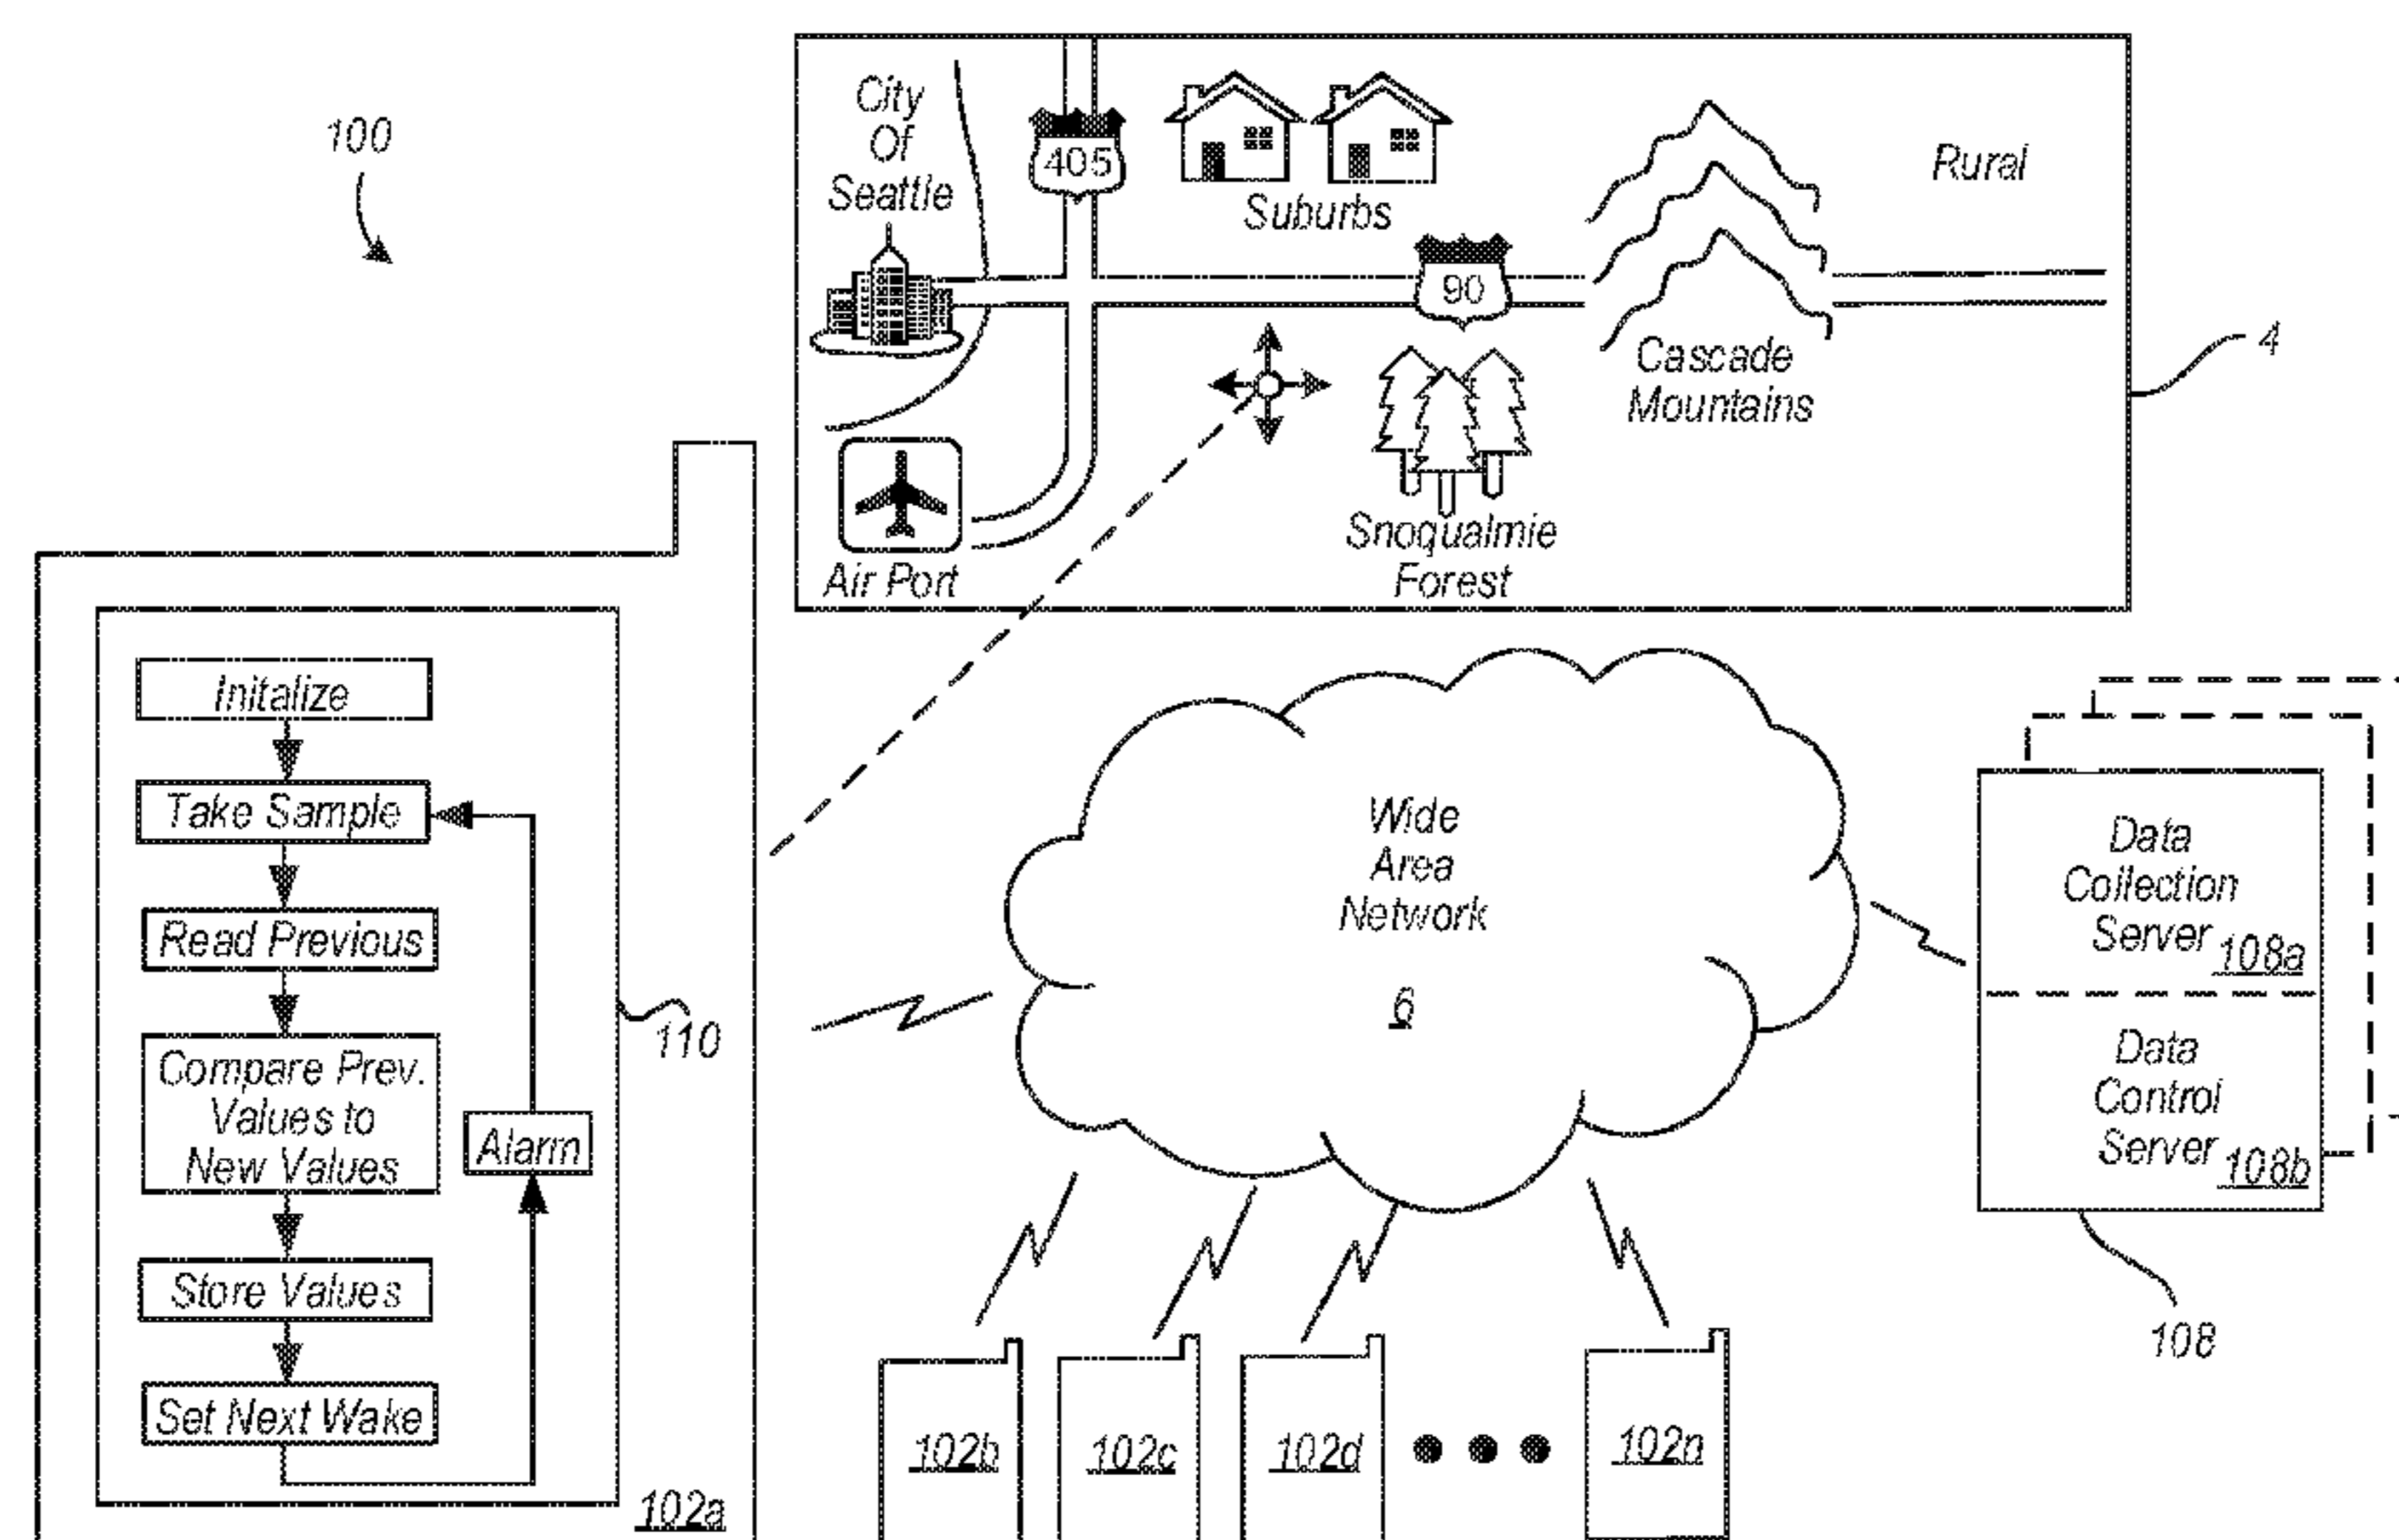 100
City
Of
Seattle
405
Suburbs
Rural
90
Cascade
Mountains
4
Air Port
Snoqualmie
Forest
Initalize
Take Sample
Read Previous
Compare Prev.
Values to
New Values
Alarm
Store Values
Set Next Wake
110
102a
Wide
Area
Network
6
Data
Collection
Server 108a
Data
Control
Server 108b
108
102b
102c
102d
102n